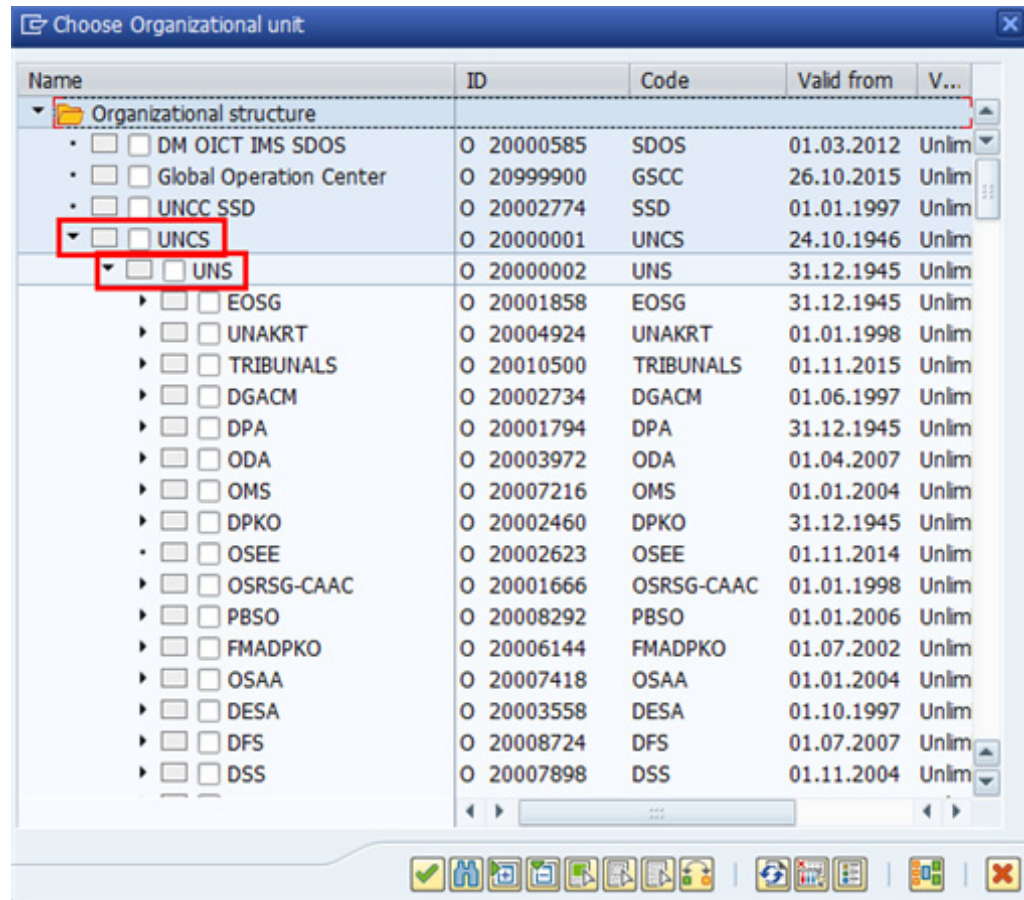 Choose Organizational unit
Name ID Code Valid from V...
Organizational structure
DM OICT IMS SDOS O 20000585 SDOS 01.03.2012 Unlim
Global Operation Center O 20999900 GSCC 26.10.2015 Unlim
UNCC SSD O 20002774 SSD 01.01.1997 Unlim
UNCS O 20000001 UNCS 24.10.1946 Unlim
UNS O 20000002 UNS 31.12.1945 Unlim
EOSG O 20001858 EOSG 31.12.1945 Unlim
UNAKRT O 20004924 UNAKRT 01.01.1998 Unlim
TRIBUNALS O 20010500 TRIBUNALS 01.11.2015 Unlim
DGACM O 20002734 DGACM 01.06.1997 Unlim
DPA O 20001794 DPA 31.12.1945 Unlim
ODA O 20003972 ODA 01.04.2007 Unlim
OMS O 20007216 OMS 01.01.2004 Unlim
DPKO O 20002460 DPKO 31.12.1945 Unlim
OSEE O 20002623 OSEE 01.11.2014 Unlim
OSRSG-CAAC O 20001666 OSRSG-CAAC 01.01.1998 Unlim
PBSO O 20008292 PBSO 01.01.2006 Unlim
FMADPKO O 20006144 FMADPKO 01.07.2002 Unlim
OSAA O 20007418 OSAA 01.01.2004 Unlim
DESA O 20003558 DESA 01.10.1997 Unlim
DFS O 20008724 DFS 01.07.2007 Unlim
DSS O 20007898 DSS 01.11.2004 Unlim